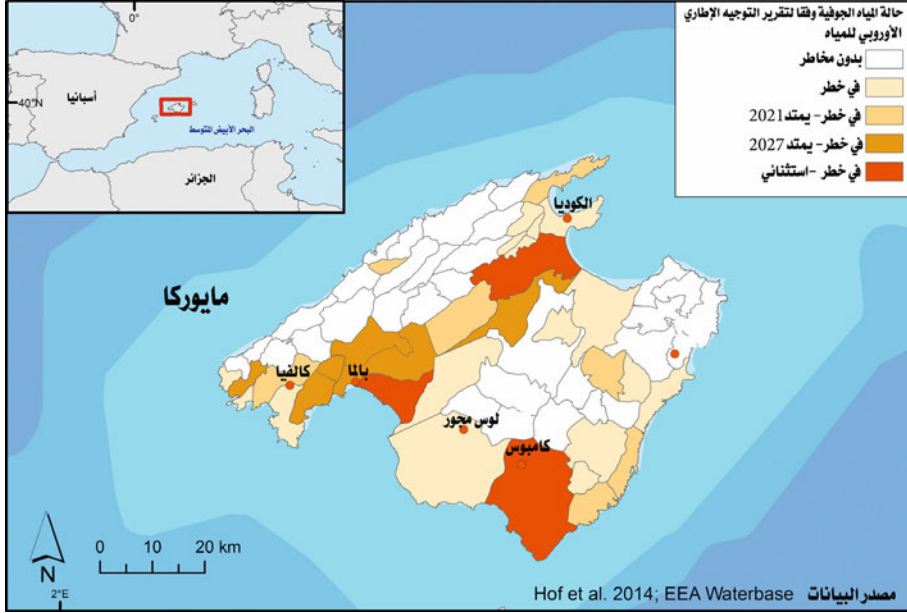 حالة المياه الجوفية وفقا لتقرير التوجيه الإطاري
الأوروبي للمياه
بدون مخاطر
في خطر
في خطر- يمتد 2021
في خطر- يمتد 2027
في خطر -استثنائي
0°
40°N
أسبانيا
البحر الأبيض المتوسط
الجزائر
مايوركا
الكوديا
كالفيا
بالما
لوس مجور
كامبوس
0 10 20 km
N
2°E
مصدر البيانات Hof et al. 2014; EEA Waterbase